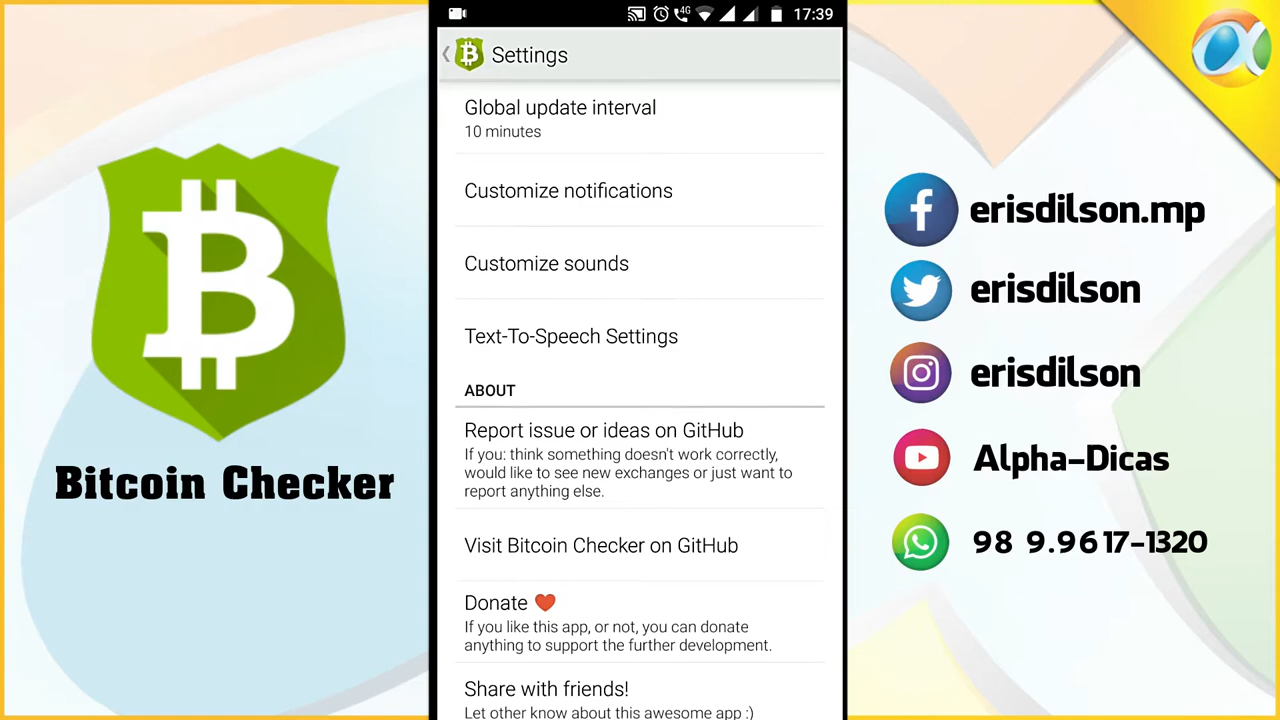 Bitcoin Checker
4G 17:39
Settings
Global update interval
10 minutes
Customize notifications
Customize sounds
Text-To-Speech Settings
ABOUT
Report issue or ideas on GitHub
If you: think something doesn't work correctly,
would like to see new exchanges or just want to
report anything else.
Visit Bitcoin Checker on GitHub
Donate ❤
If you like this app, or not, you can donate
anything to support the further development.
Share with friends!
Let other know about this awesome app :)
erisdilson.mp
erisdilson
erisdilson
Alpha-Dicas
98 9.9617-1320